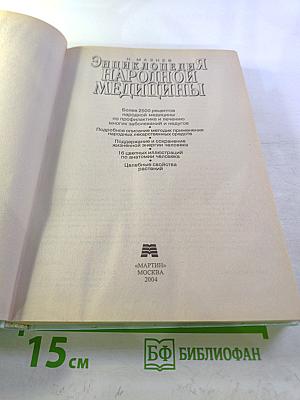 Н. МАЗНЕВ
ЭНЦИКЛОПЕДИЯ
НАРОДНОЙ
МЕДИЦИНЫ
Более 2500 рецептов
народной медицины
по профилактике и лечению
многих заболеваний и недугов
•
Подробное описание методик применения
народных лекарственных средств
•
Поддержание и сохранение
жизненной энергии человека
•
16 цветных иллюстраций
по анатомии человека
•
Целебные свойства
растений
«МАРТИН»
МОСКВА
2004
15 см
БФ БИБЛИОФАН